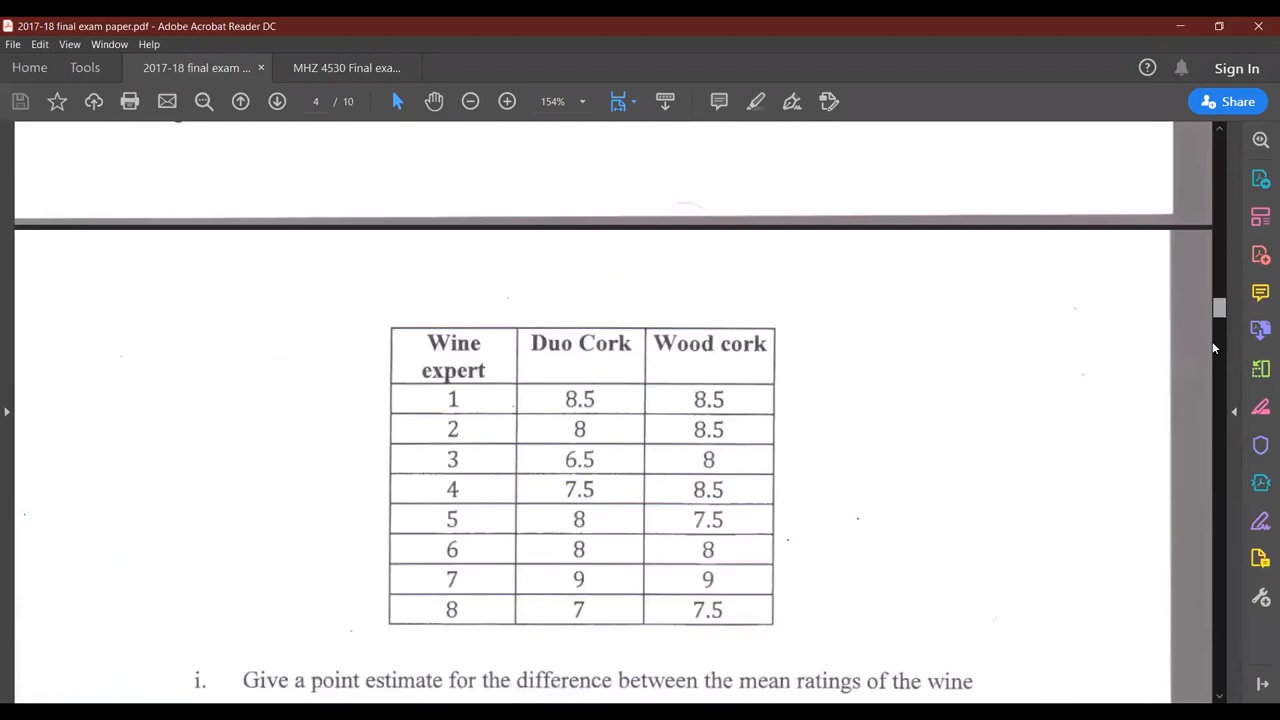 2017-18 final exam paper.pdf - Adobe Acrobat Reader DC
File Edit View Window Help
Home Tools 2017-18 final exam ... × MHZ 4530 Final exa... Sign In
4 / 10 154% Share
Wine expert Duo Cork Wood cork
1 8.5 8.5
2 8 8.5
3 6.5 8
4 7.5 8.5
5 8 7.5
6 8 8
7 9 9
8 7 7.5
i. Give a point estimate for the difference between the mean ratings of the wine